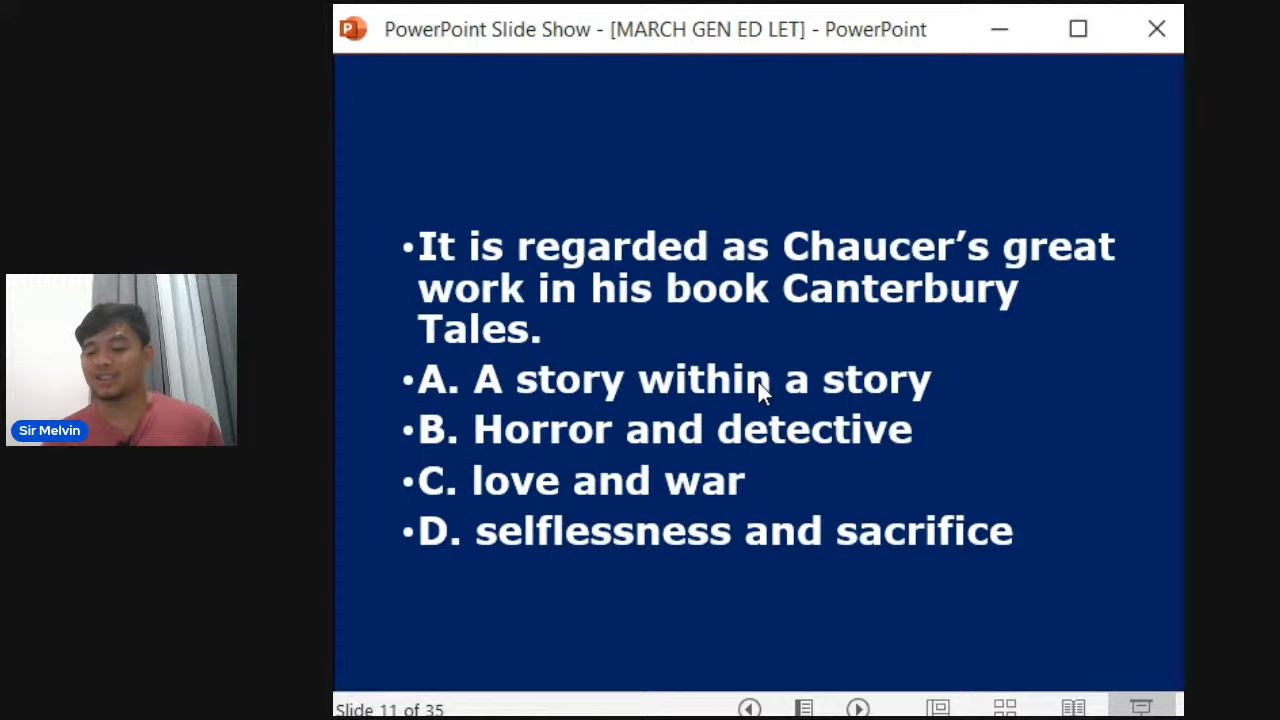 PowerPoint Slide Show - [MARCH GEN ED LET] - PowerPoint
•It is regarded as Chaucer’s great
work in his book Canterbury
Tales.
•A. A story within a story
•B. Horror and detective
•C. love and war
•D. selflessness and sacrifice
Sir Melvin
Slide 11 of 35